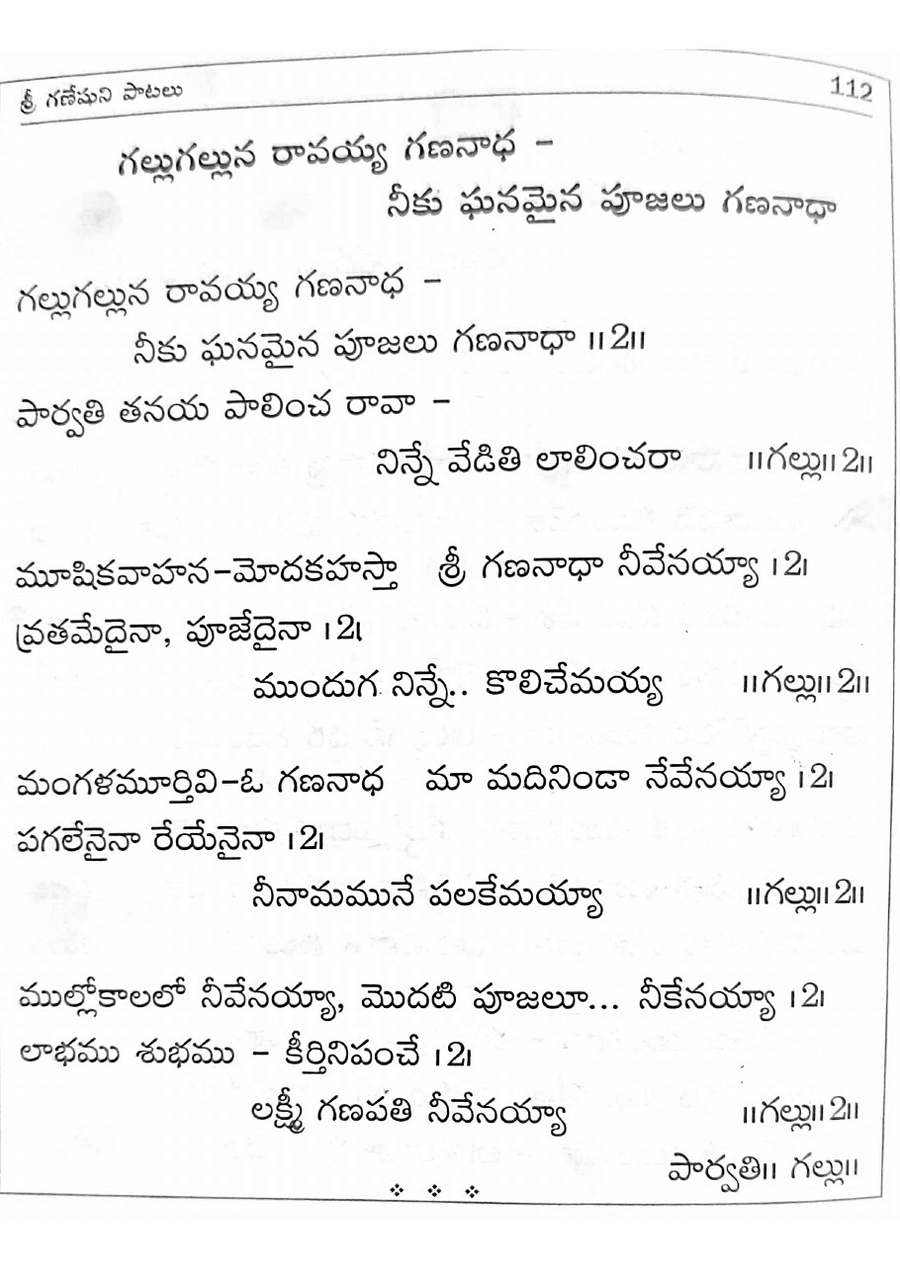 శ్రీ గణేషుని పాటలు 112
గల్లుగల్లున రావయ్య గణనాధ –
నీకు ఘనమైన పూజలు గణనాధా
గల్లుగల్లున రావయ్య గణనాధ –
నీకు ఘనమైన పూజలు గణనాధా ॥2॥
పార్వతి తనయ పాలించ రావా –
నిన్నే వేడితి లాలించరా ॥గల్లు॥2॥
మూషికవాహన-మోదకహస్తా శ్రీ గణనాధా నీవేనయ్యా ।2।
వ్రతమేదైనా, పూజేదైనా ।2।
ముందుగ నిన్నే.. కొలిచేమయ్య ॥గల్లు॥2॥
మంగళమూర్తివి-ఓ గణనాధ మా మదినిండా నేవేనయ్యా ।2।
పగలేనైనా రేయేనైనా ।2।
నీనామమునే పలకేమయ్యా ॥గల్లు॥2॥
ముల్లోకాలలో నీవేనయ్యా, మొదటి పూజలూ... నీకేనయ్యా ।2।
లాభము శుభము – కీర్తినిపంచే ।2।
లక్ష్మీ గణపతి నీవేనయ్యా ॥గల్లు॥2॥
పార్వతి॥ గల్లు॥